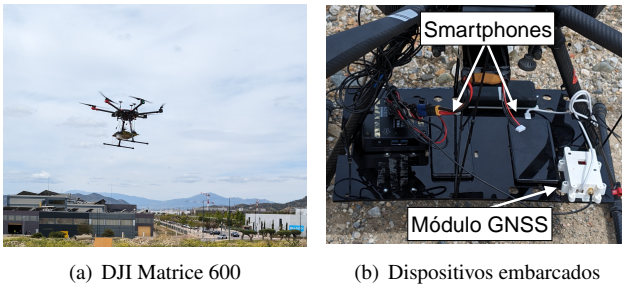 Smartphones
Módulo GNSS
(a) DJI Matrice 600
(b) Dispositivos embarcados